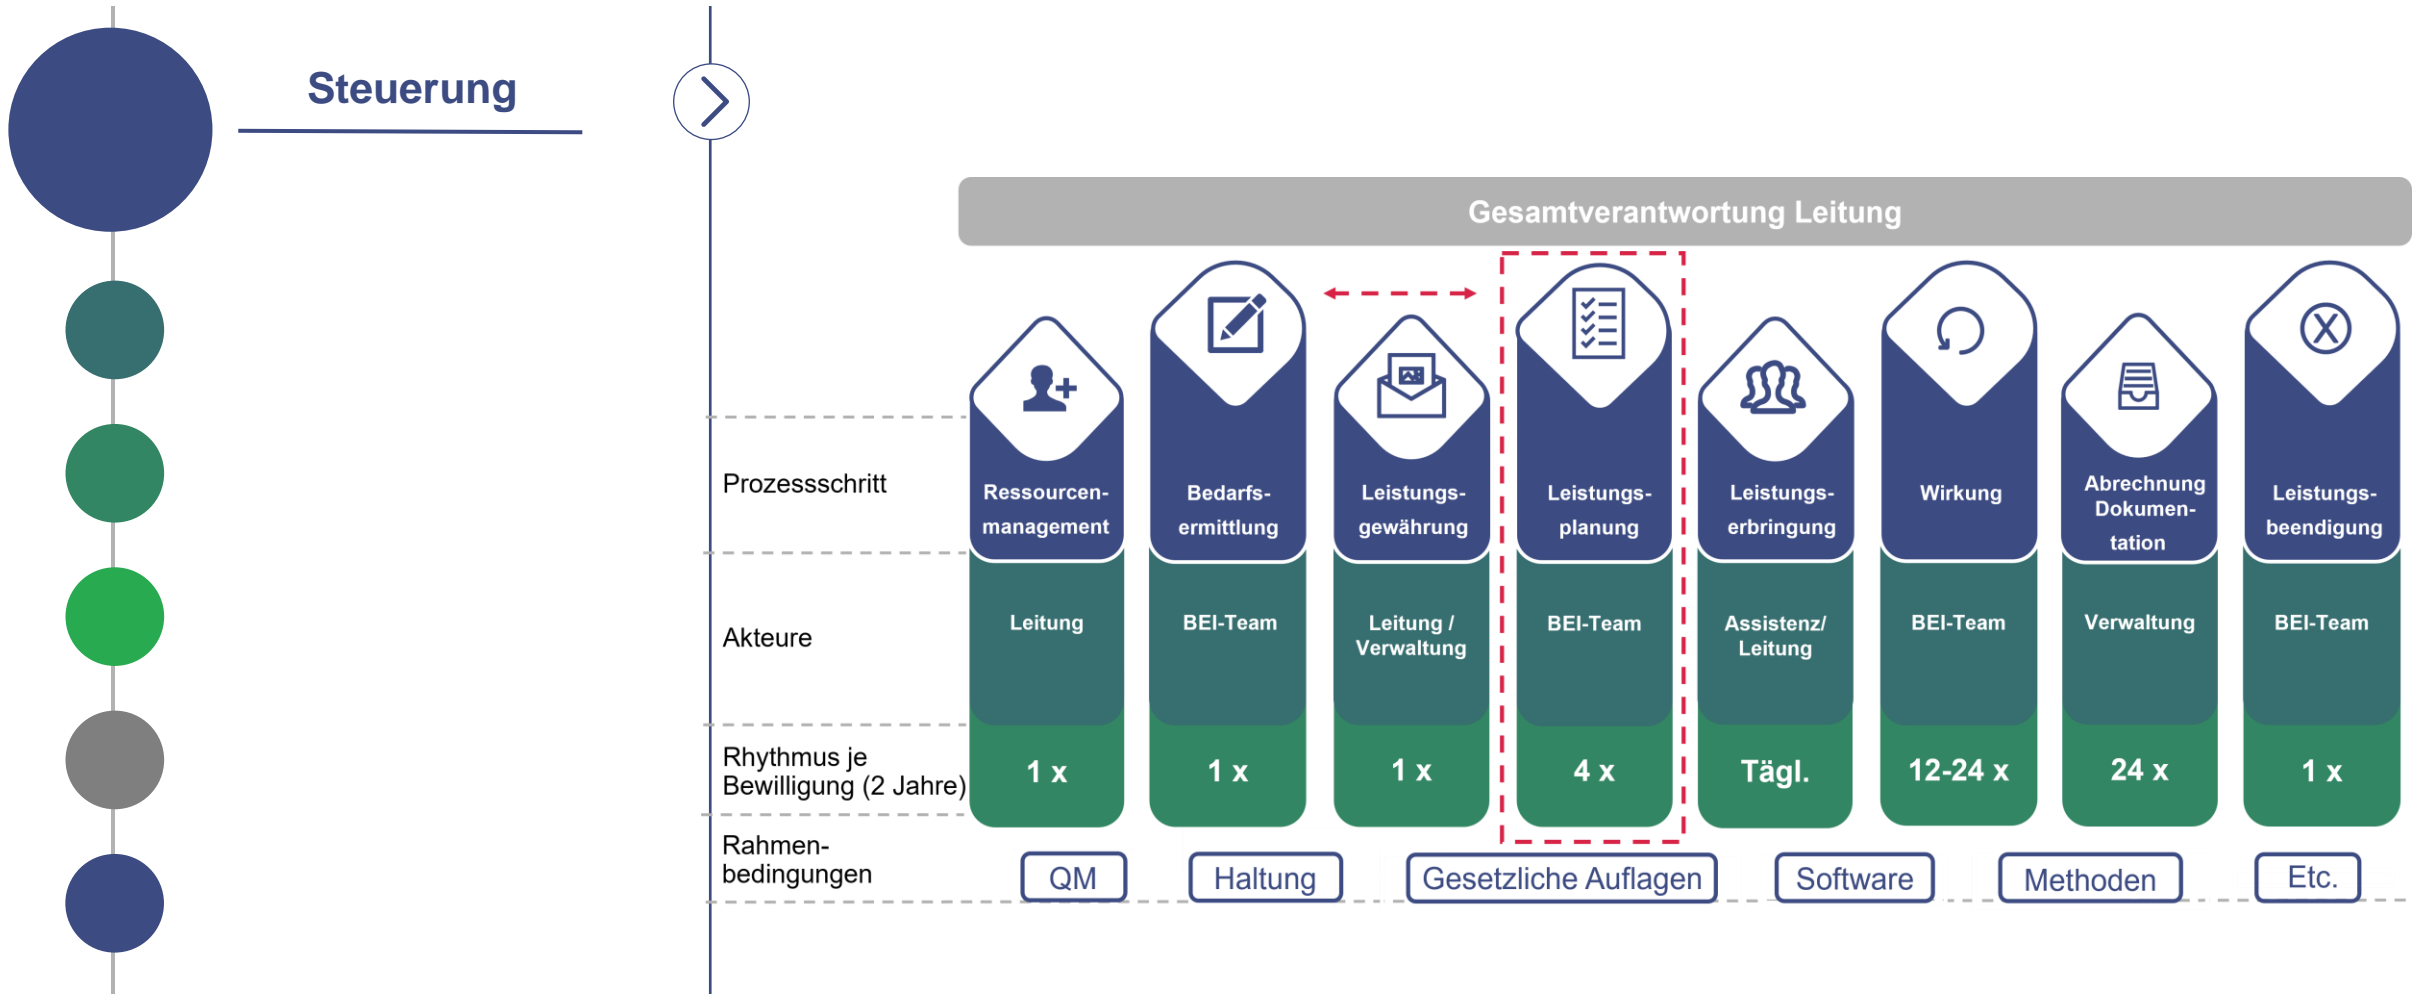 Steuerung
Gesamtverantwortung Leitung
Prozessschritt
Ressourcen-
management
Bedarfs-
ermittlung
Leistungs-
gewährung
Leistungs-
planung
Leistungs-
erbringung
Wirkung
Abrechnung
Dokumen-
tation
Leistungs-
beendigung
Akteure
Leitung
BEI-Team
Leitung /
Verwaltung
BEI-Team
Assistenz/
Leitung
BEI-Team
Verwaltung
BEI-Team
Rhythmus je
Bewilligung (2 Jahre)
1 x
1 x
1 x
4 x
Tägl.
12-24 x
24 x
1 x
Rahmen-
bedingungen
QM
Haltung
Gesetzliche Auflagen
Software
Methoden
Etc.